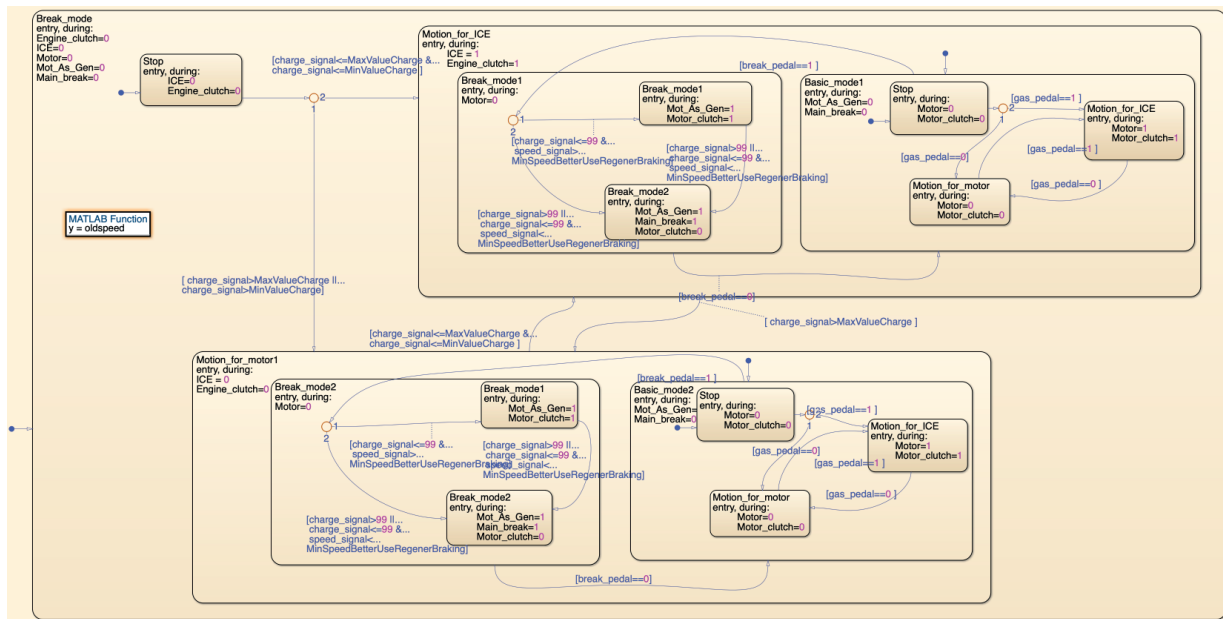 Break_mode
entry, during:
Engine_clutch=0
ICE=0
Motor=0
Mot_As_Gen=0
Main_break=0
Stop
entry, during:
ICE=0
Engine_clutch=0
[charge_signal<=MaxValueCharge &...
charge_signal<=MinValueCharge ]
2
1
MATLAB Function
y = oldspeed
[ charge_signal>MaxValueCharge ll...
charge_signal>MinValueCharge]
Motion_for_ICE
entry, during:
ICE = 1
Engine_clutch=1
[break_pedal==1 ]
Break_mode1
entry, during:
Motor=0
1
2
Break_mode1
entry, during:
Mot_As_Gen=1
Motor_clutch=1
[charge_signal<=99 &...
speed_signal>...
MinSpeedBetterUseRegenerBraking]
[charge_signal>99 ll...
charge_signal<=99 &...
speed_signal<...
MinSpeedBetterUseRegenerBraking]
Break_mode2
entry, during:
Mot_As_Gen=1
Main_break=1
Motor_clutch=0
[charge_signal>99 ll...
charge_signal<=99 &...
speed_signal<...
MinSpeedBetterUseRegenerBraking]
Basic_mode1
entry, during:
Mot_As_Gen=0
Main_break=0
Stop
entry, during:
Motor=0
Motor_clutch=0
2
1
[gas_pedal==1 ]
Motion_for_ICE
entry, during:
Motor=1
Motor_clutch=1
[gas_pedal==0]
[gas_pedal==1 ]
[gas_pedal==0 ]
Motion_for_motor
entry, during:
Motor=0
Motor_clutch=0
[break_pedal==0]
[ charge_signal>MaxValueCharge ]
[charge_signal<=MaxValueCharge &...
charge_signal<=MinValueCharge ]
Motion_for_motor1
entry, during:
ICE = 0
Engine_clutch=0
[break_pedal==1 ]
Break_mode2
entry, during:
Motor=0
1
2
Break_mode1
entry, during:
Mot_As_Gen=1
Motor_clutch=1
[charge_signal<=99 &...
speed_signal>...
MinSpeedBetterUseRegenerBraking]
[charge_signal>99 ll...
charge_signal<=99 &...
speed_signal<...
MinSpeedBetterUseRegenerBraking]
Break_mode2
entry, during:
Mot_As_Gen=1
Main_break=1
Motor_clutch=0
[charge_signal>99 ll...
charge_signal<=99 &...
speed_signal<...
MinSpeedBetterUseRegenerBraking]
Basic_mode2
entry, during:
Mot_As_Gen=
Main_break=0
Stop
entry, during:
Motor=0
Motor_clutch=0
2
1
[gas_pedal==1 ]
Motion_for_ICE
entry, during:
Motor=1
Motor_clutch=1
[gas_pedal==0]
[gas_pedal==1 ]
[gas_pedal==0 ]
Motion_for_motor
entry, during:
Motor=0
Motor_clutch=0
[break_pedal==0]